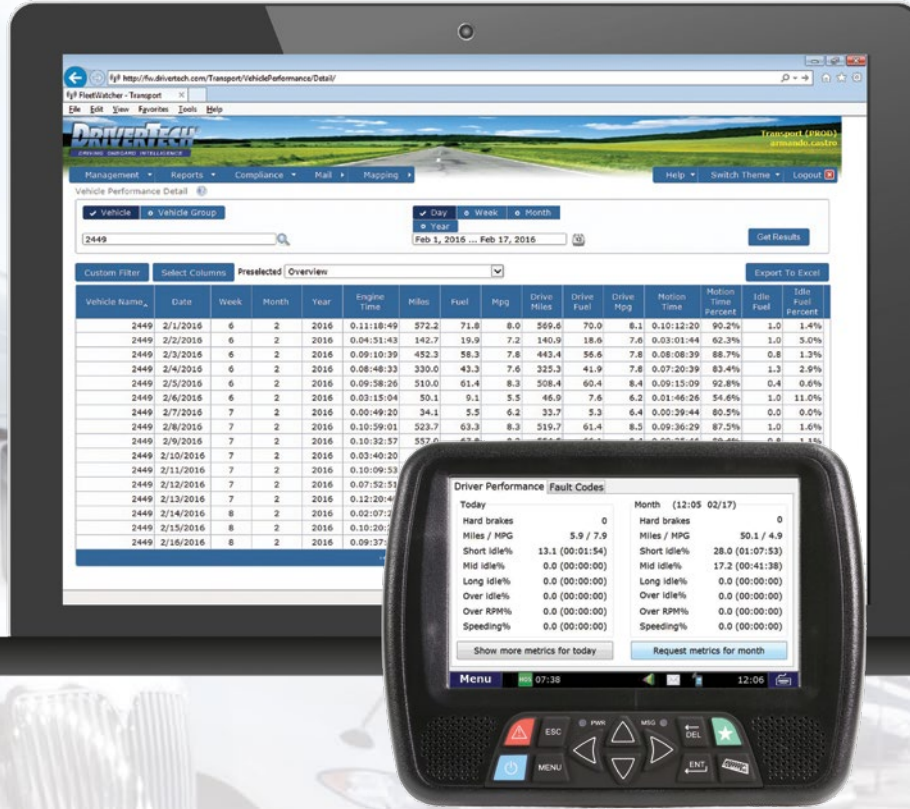 http://fw.drivertech.com/Transport/VehiclePerformance/Detail/
FleetWatcher - Transport
File Edit View Favorites Tools Help
DRIVERTECH
DRIVING ONBOARD INTELLIGENCE
Transport (PROD)
armando.castro
Management Reports Compliance Mail Mapping Help Switch Theme Logout
Vehicle Performance Detail
Vehicle Vehicle Group Day Week Month
Year
2449 Feb 1, 2016 ... Feb 17, 2016 Get Results
Custom Filter Select Columns Preselected Overview Export To Excel
Vehicle Name Date Week Month Year Engine Time Miles Fuel Mpg Drive Miles Drive Fuel Drive Mpg Motion Time Motion Time Percent Idle Fuel Idle Fuel Percent
2449 2/1/2016 6 2 2016 0.11:18:49 572.2 71.8 8.0 569.6 70.0 8.1 0.10:12:20 90.2% 1.0 1.4%
2449 2/2/2016 6 2 2016 0.04:51:43 142.7 19.9 7.2 140.9 18.6 7.6 0.03:01:44 62.3% 1.0 5.0%
2449 2/3/2016 6 2 2016 0.09:10:39 452.3 58.3 7.8 443.4 56.6 7.8 0.08:08:39 88.7% 0.8 1.3%
2449 2/4/2016 6 2 2016 0.08:48:33 330.0 43.3 7.6 325.3 41.9 7.8 0.07:20:39 83.4% 1.3 2.9%
2449 2/5/2016 6 2 2016 0.09:58:26 510.0 61.4 8.3 508.4 60.4 8.4 0.09:15:09 92.8% 0.4 0.6%
2449 2/6/2016 6 2 2016 0.03:15:04 50.1 9.1 5.5 46.9 7.6 6.2 0.01:46:26 54.6% 1.0 11.0%
2449 2/7/2016 7 2 2016 0.00:49:20 34.1 5.5 6.2 33.7 5.3 6.4 0.00:39:44 80.5% 0.0 0.0%
2449 2/8/2016 7 2 2016 0.10:59:01 523.7 63.3 8.3 519.7 61.4 8.5 0.09:36:29 87.5% 1.0 1.6%
2449 2/9/2016 7 2 2016 0.10:32:57 557.0
2449 2/10/2016 7 2 2016 0.03:40:20
2449 2/11/2016 7 2 2016 0.10:09:53
2449 2/12/2016 7 2 2016 0.07:52:51
2449 2/13/2016 7 2 2016 0.12:20:4
2449 2/14/2016 8 2 2016 0.02:07:2
2449 2/15/2016 8 2 2016 0.10:20:
2449 2/16/2016 8 2 2016 0.09:37:
Driver Performance Fault Codes
Today Month (12:05 02/17)
Hard brakes 0 Hard brakes 0
Miles / MPG 5.9 / 7.9 Miles / MPG 50.1 / 4.9
Short idle% 13.1 (00:01:54) Short idle% 28.0 (01:07:53)
Mid idle% 0.0 (00:00:00) Mid idle% 17.2 (00:41:38)
Long idle% 0.0 (00:00:00) Long idle% 0.0 (00:00:00)
Over idle% 0.0 (00:00:00) Over idle% 0.0 (00:00:00)
Over RPM% 0.0 (00:00:00) Over RPM% 0.0 (00:00:00)
Speeding% 0.0 (00:00:00) Speeding% 0.0 (00:00:00)
Show more metrics for today Request metrics for month
Menu HOS 07:38 12:06
ESC PWR ESC MSG DEL
MENU ENT